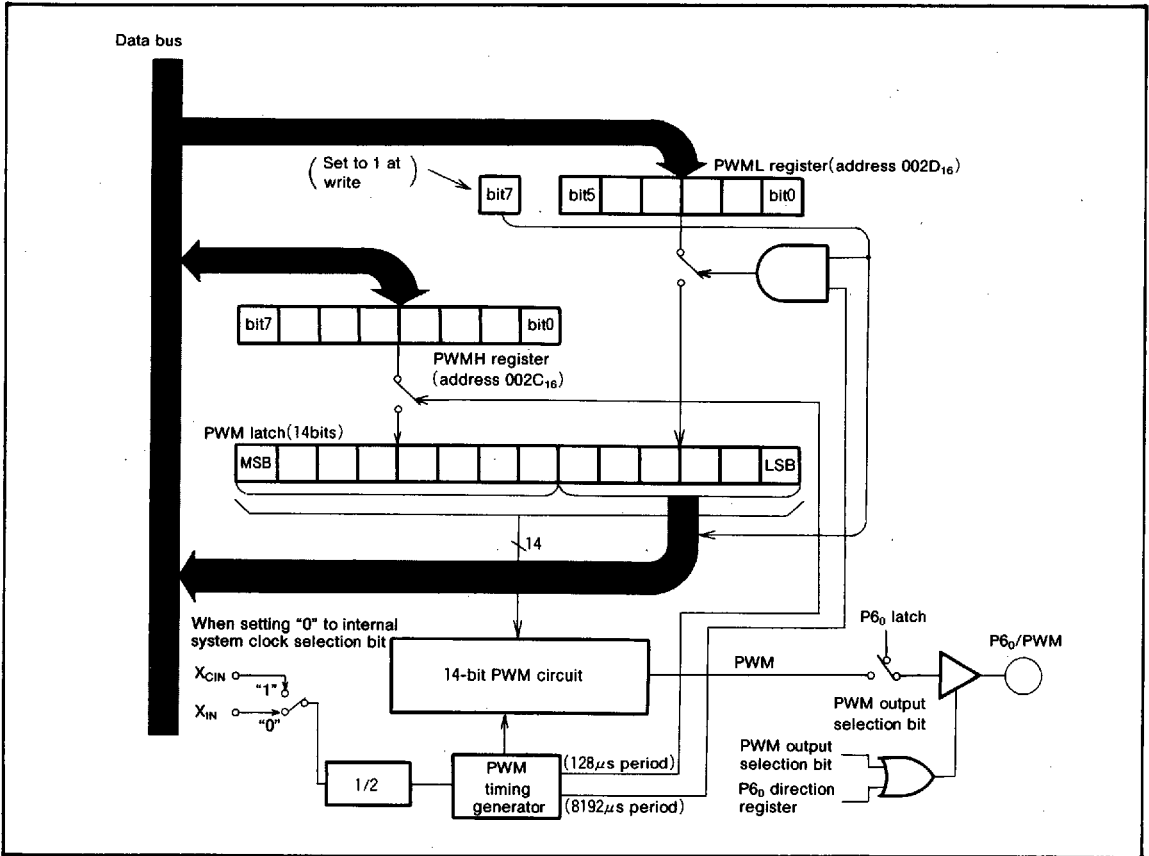 Data bus
( Set to 1 at
write )
PWML register(address 002D₁₆)
bit7
bit5
bit0
bit7
bit0
PWMH register
(address 002C₁₆)
PWM latch(14bits)
MSB
LSB
14
When setting “0” to internal
system clock selection bit
X_CIN
“1”
X_IN
“0”
1/2
14-bit PWM circuit
PWM
timing
generator
(128μs period)
(8192μs period)
PWM
P6₀ latch
P6₀/PWM
PWM output
selection bit
PWM output
selection bit
P6₀ direction
register